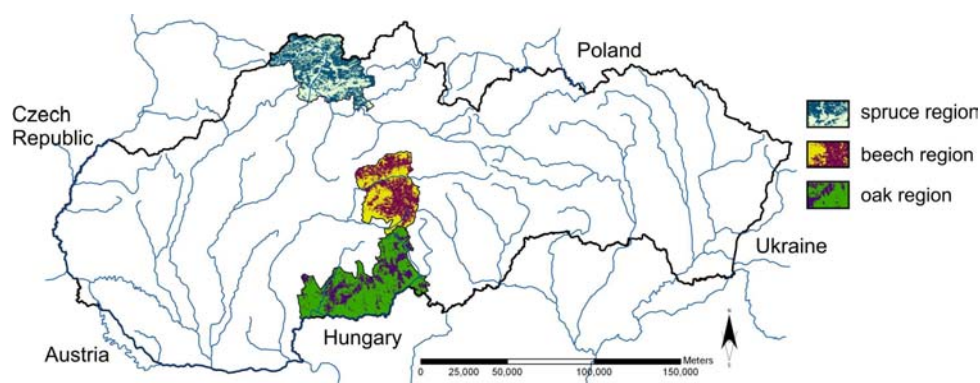 Poland
Czech
Republic
spruce region
beech region
oak region
Ukraine
Hungary
Austria
N
Meters
0 25,000 50,000 100,000 150,000